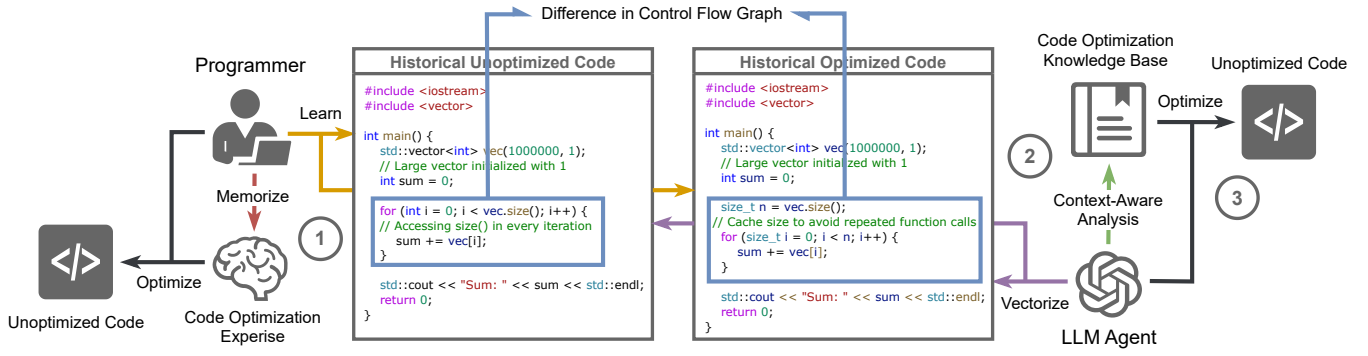 Difference in Control Flow Graph
Programmer
Learn
Memorize
1
Optimize
Unoptimized Code
Code Optimization
Experise
Historical Unoptimized Code
#include <iostream>
#include <vector>
int main() {
std::vector<int> vec(1000000, 1);
// Large vector initialized with 1
int sum = 0;
for (int i = 0; i < vec.size(); i++) {
// Accessing size() in every iteration
sum += vec[i];
}
std::cout << "Sum: " << sum << std::endl;
return 0;
}
Historical Optimized Code
#include <iostream>
#include <vector>
int main() {
std::vector<int> vec(1000000, 1);
// Large vector initialized with 1
int sum = 0;
size_t n = vec.size();
// Cache size to avoid repeated function calls
for (size_t i = 0; i < n; i++) {
sum += vec[i];
}
std::cout << "Sum: " << sum << std::endl;
return 0;
}
Code Optimization
Knowledge Base
Unoptimized Code
Optimize
</>
2
Context-Aware
Analysis
3
Vectorize
LLM Agent
</>